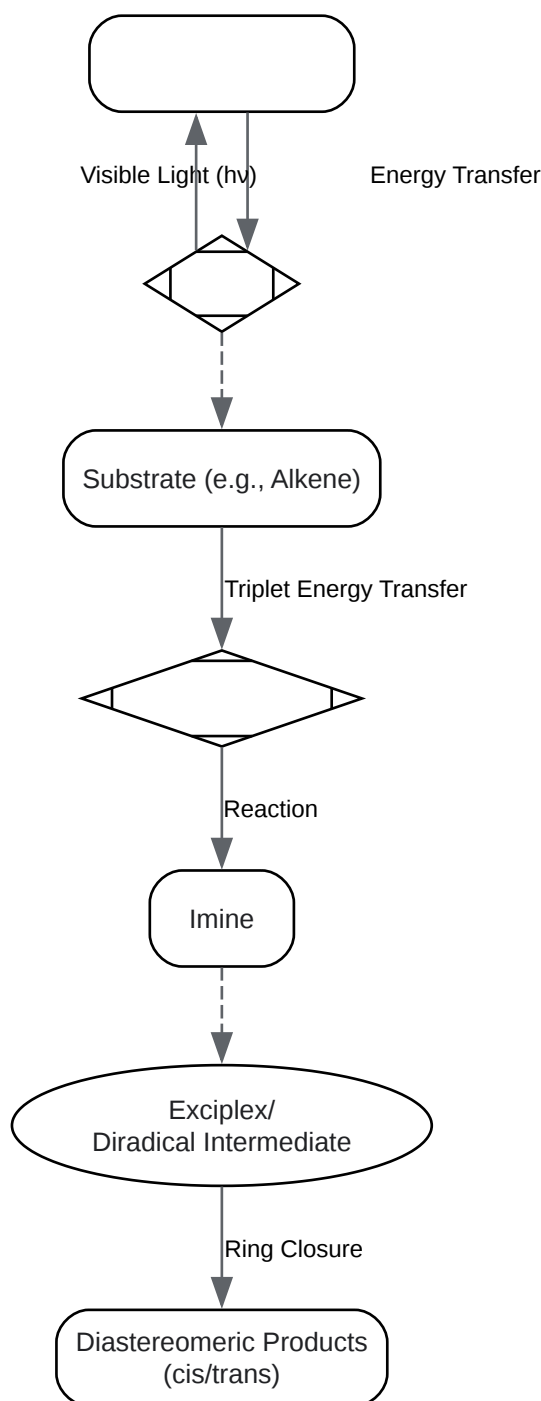 Visible Light (hν)
Energy Transfer
Substrate (e.g., Alkene)
Triplet Energy Transfer
Reaction
Imine
Exciplex/
Diradical Intermediate
Ring Closure
Diastereomeric Products
(cis/trans)